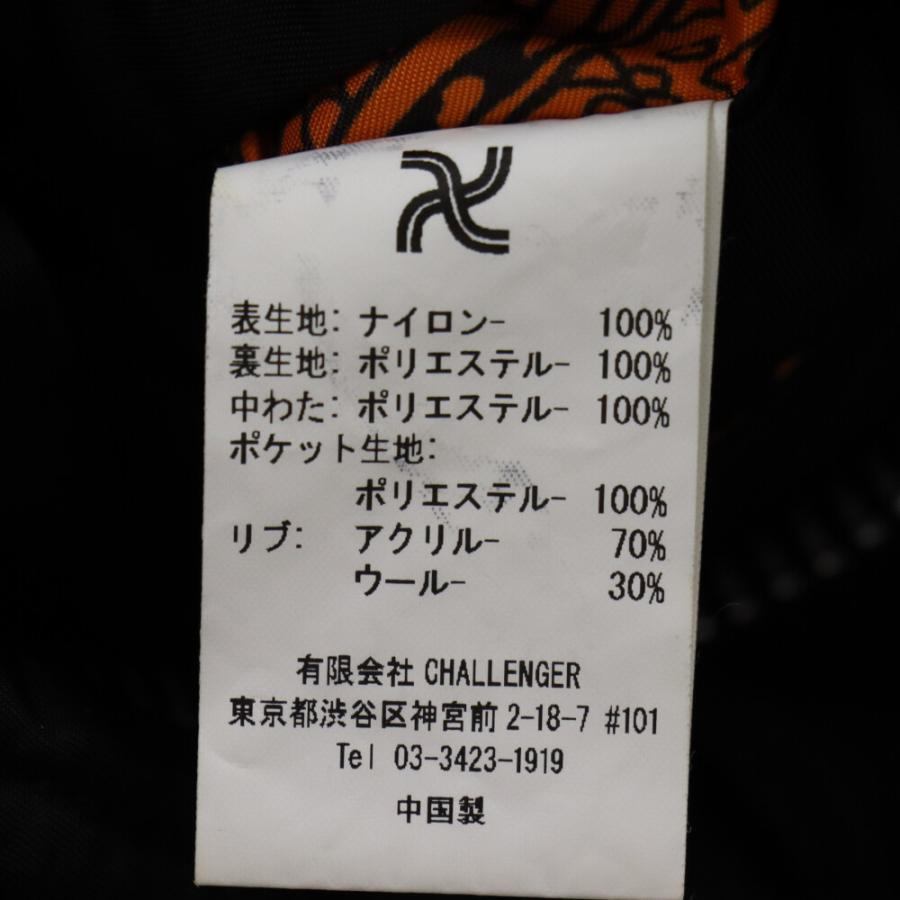 表生地: ナイロン- 100%
裏生地: ポリエステル- 100%
中わた: ポリエステル- 100%
ポケット生地:
ポリエステル- 100%
リブ: アクリル- 70%
ウール- 30%
有限会社 CHALLENGER
東京都渋谷区神宮前 2-18-7 #101
Tel 03-3423-1919
中国製